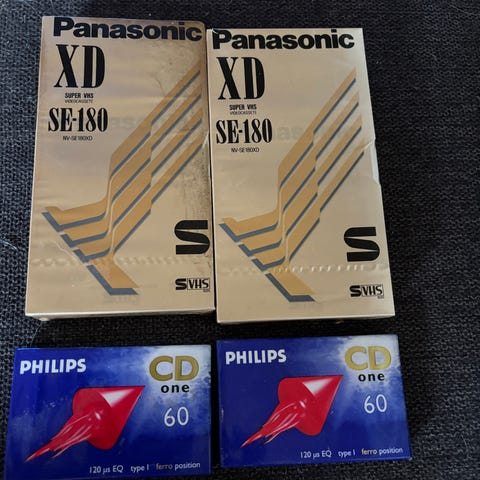 Panasonic
XD
SUPER VHS
VIDEOCASSETE
SE-180
NV-SE180XD
S
SVHS
Panasonic
XD
SUPER VHS
VIDEOCASSETE
SE-180
NV-SE180XD
S
SVHS
PHILIPS
CD
one
60
120 µs EQ type I ferro position
PHILIPS
CD
one
60
120 µs EQ type I ferro position